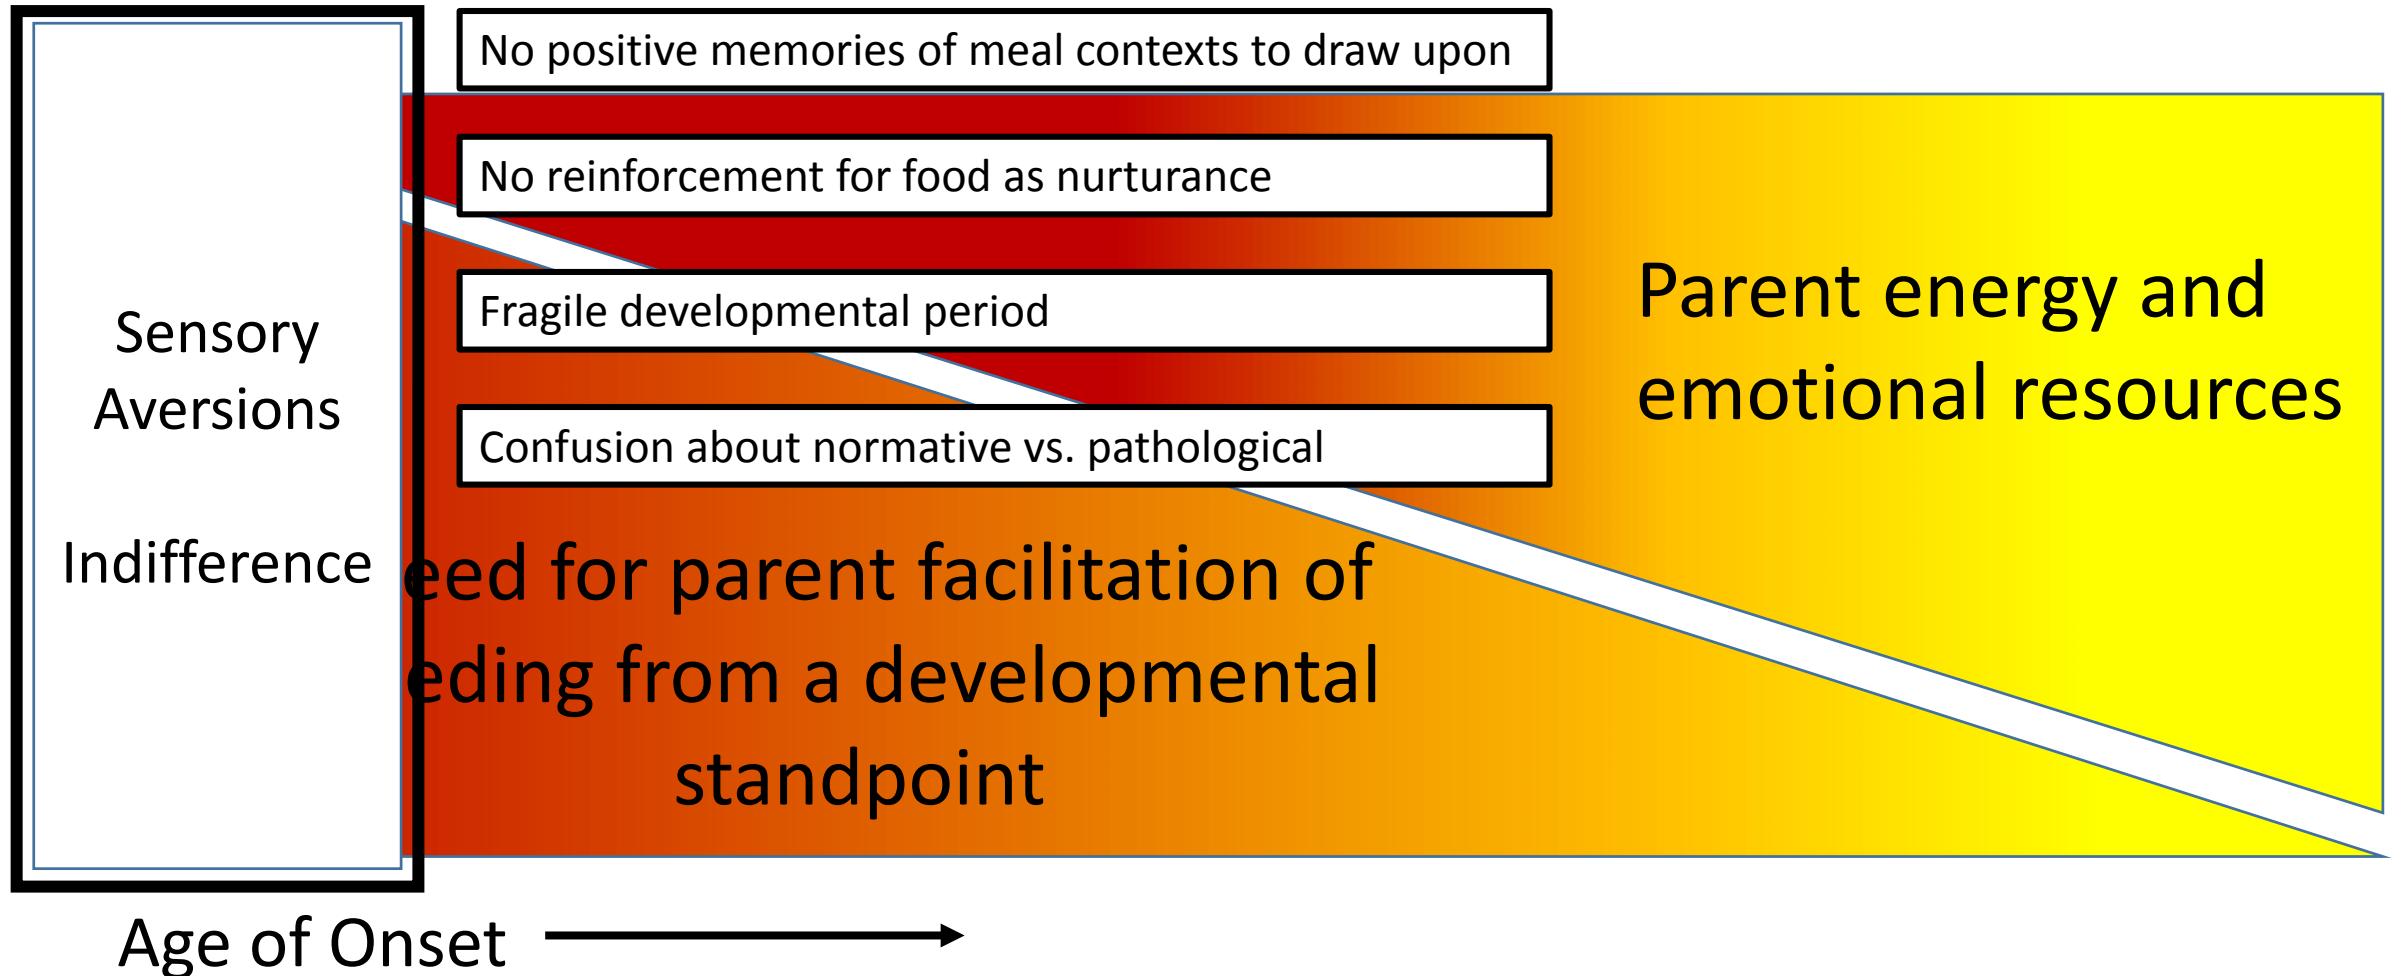 No positive memories of meal contexts to draw upon
No reinforcement for food as nurturance
Fragile developmental period
Confusion about normative vs. pathological
Sensory
Aversions
Indifference
Parent energy and
emotional resources
eed for parent facilitation of
eding from a developmental
standpoint
Age of Onset